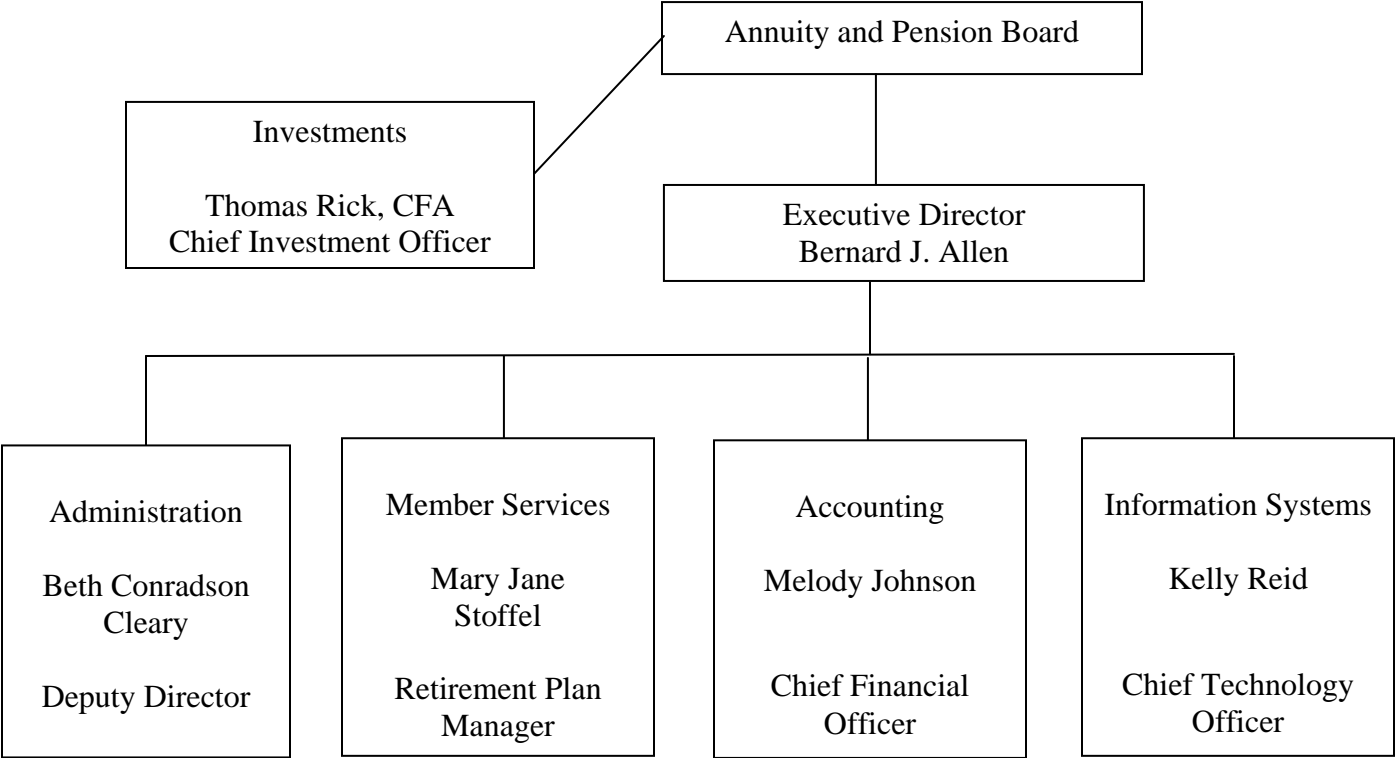 Annuity and Pension Board
Investments
Thomas Rick, CFA
Chief Investment Officer
Executive Director
Bernard J. Allen
Administration
Beth Conradson
Cleary
Deputy Director
Member Services
Mary Jane
Stoffel
Retirement Plan
Manager
Accounting
Melody Johnson
Chief Financial
Officer
Information Systems
Kelly Reid
Chief Technology
Officer